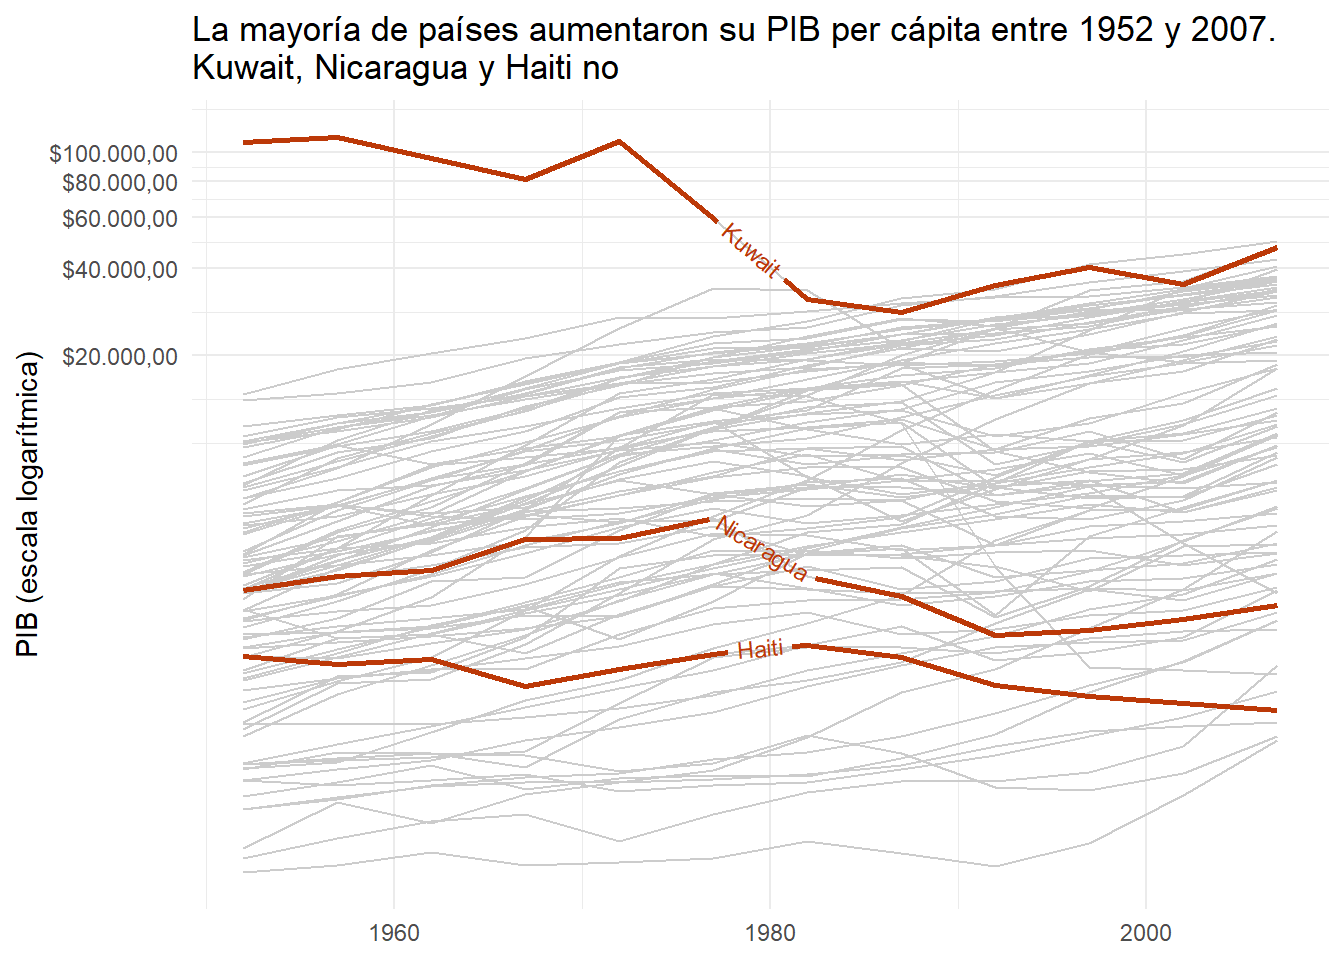 La mayoría de países aumentaron su PIB per cápita entre 1952 y 2007.
Kuwait, Nicaragua y Haiti no
$100.000,00
$80.000,00
$60.000,00
$40.000,00
$20.000,00
PIB (escala logarítmica)
Kuwait
Nicaragua
Haiti
1960
1980
2000